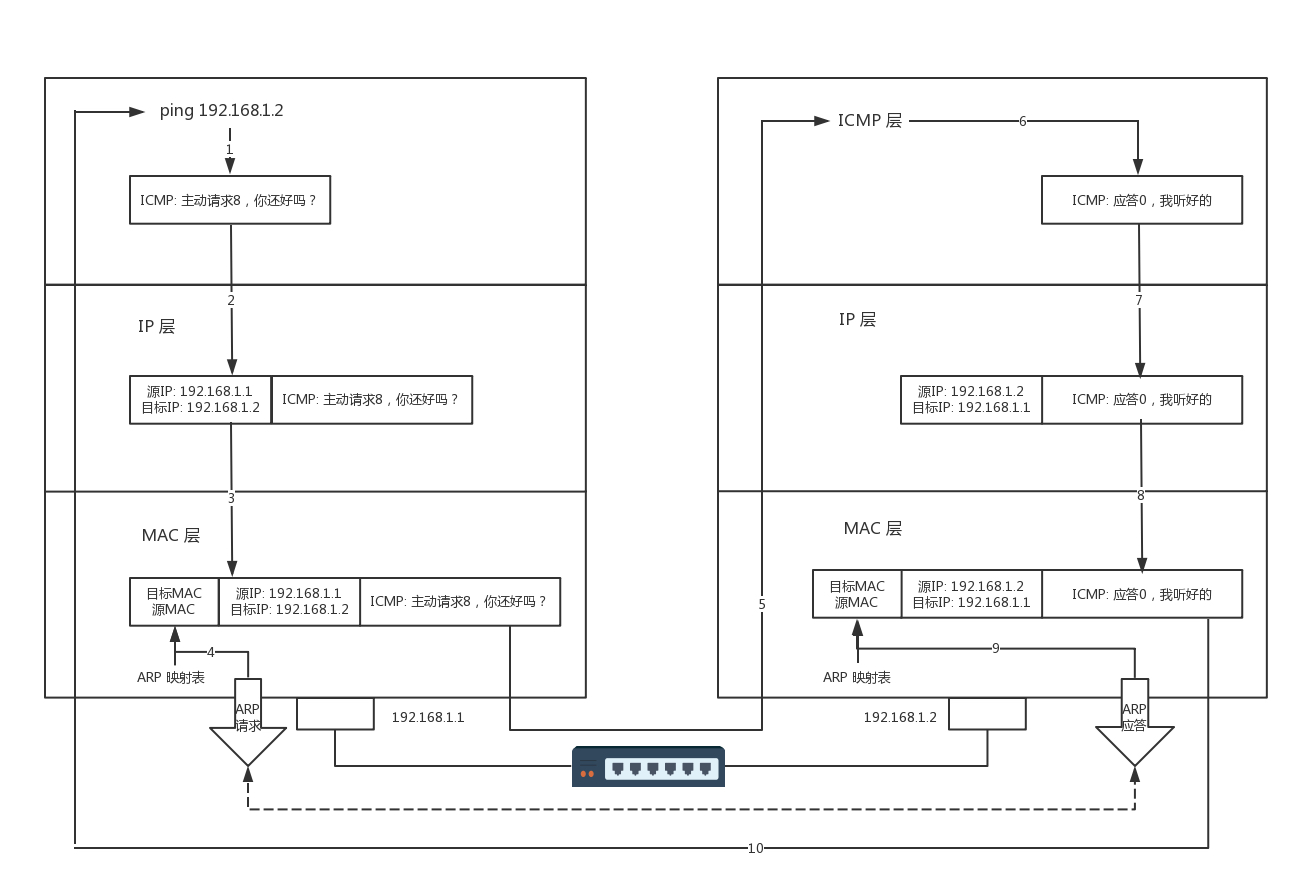 ping 192.168.1.2
1
ICMP: 主动请求8，你还好吗？
2
IP 层
源IP: 192.168.1.1
目标IP: 192.168.1.2
ICMP: 主动请求8，你还好吗？
3
MAC 层
目标MAC
源MAC
源IP: 192.168.1.1
目标IP: 192.168.1.2
ICMP: 主动请求8，你还好吗？
4
ARP 映射表
ARP
请求
192.168.1.1
5
ICMP 层
6
ICMP: 应答0，我听好的
7
IP 层
源IP: 192.168.1.2
目标IP: 192.168.1.1
ICMP: 应答0，我听好的
8
MAC 层
目标MAC
源MAC
源IP: 192.168.1.2
目标IP: 192.168.1.1
ICMP: 应答0，我听好的
9
ARP 映射表
ARP
应答
192.168.1.2
10